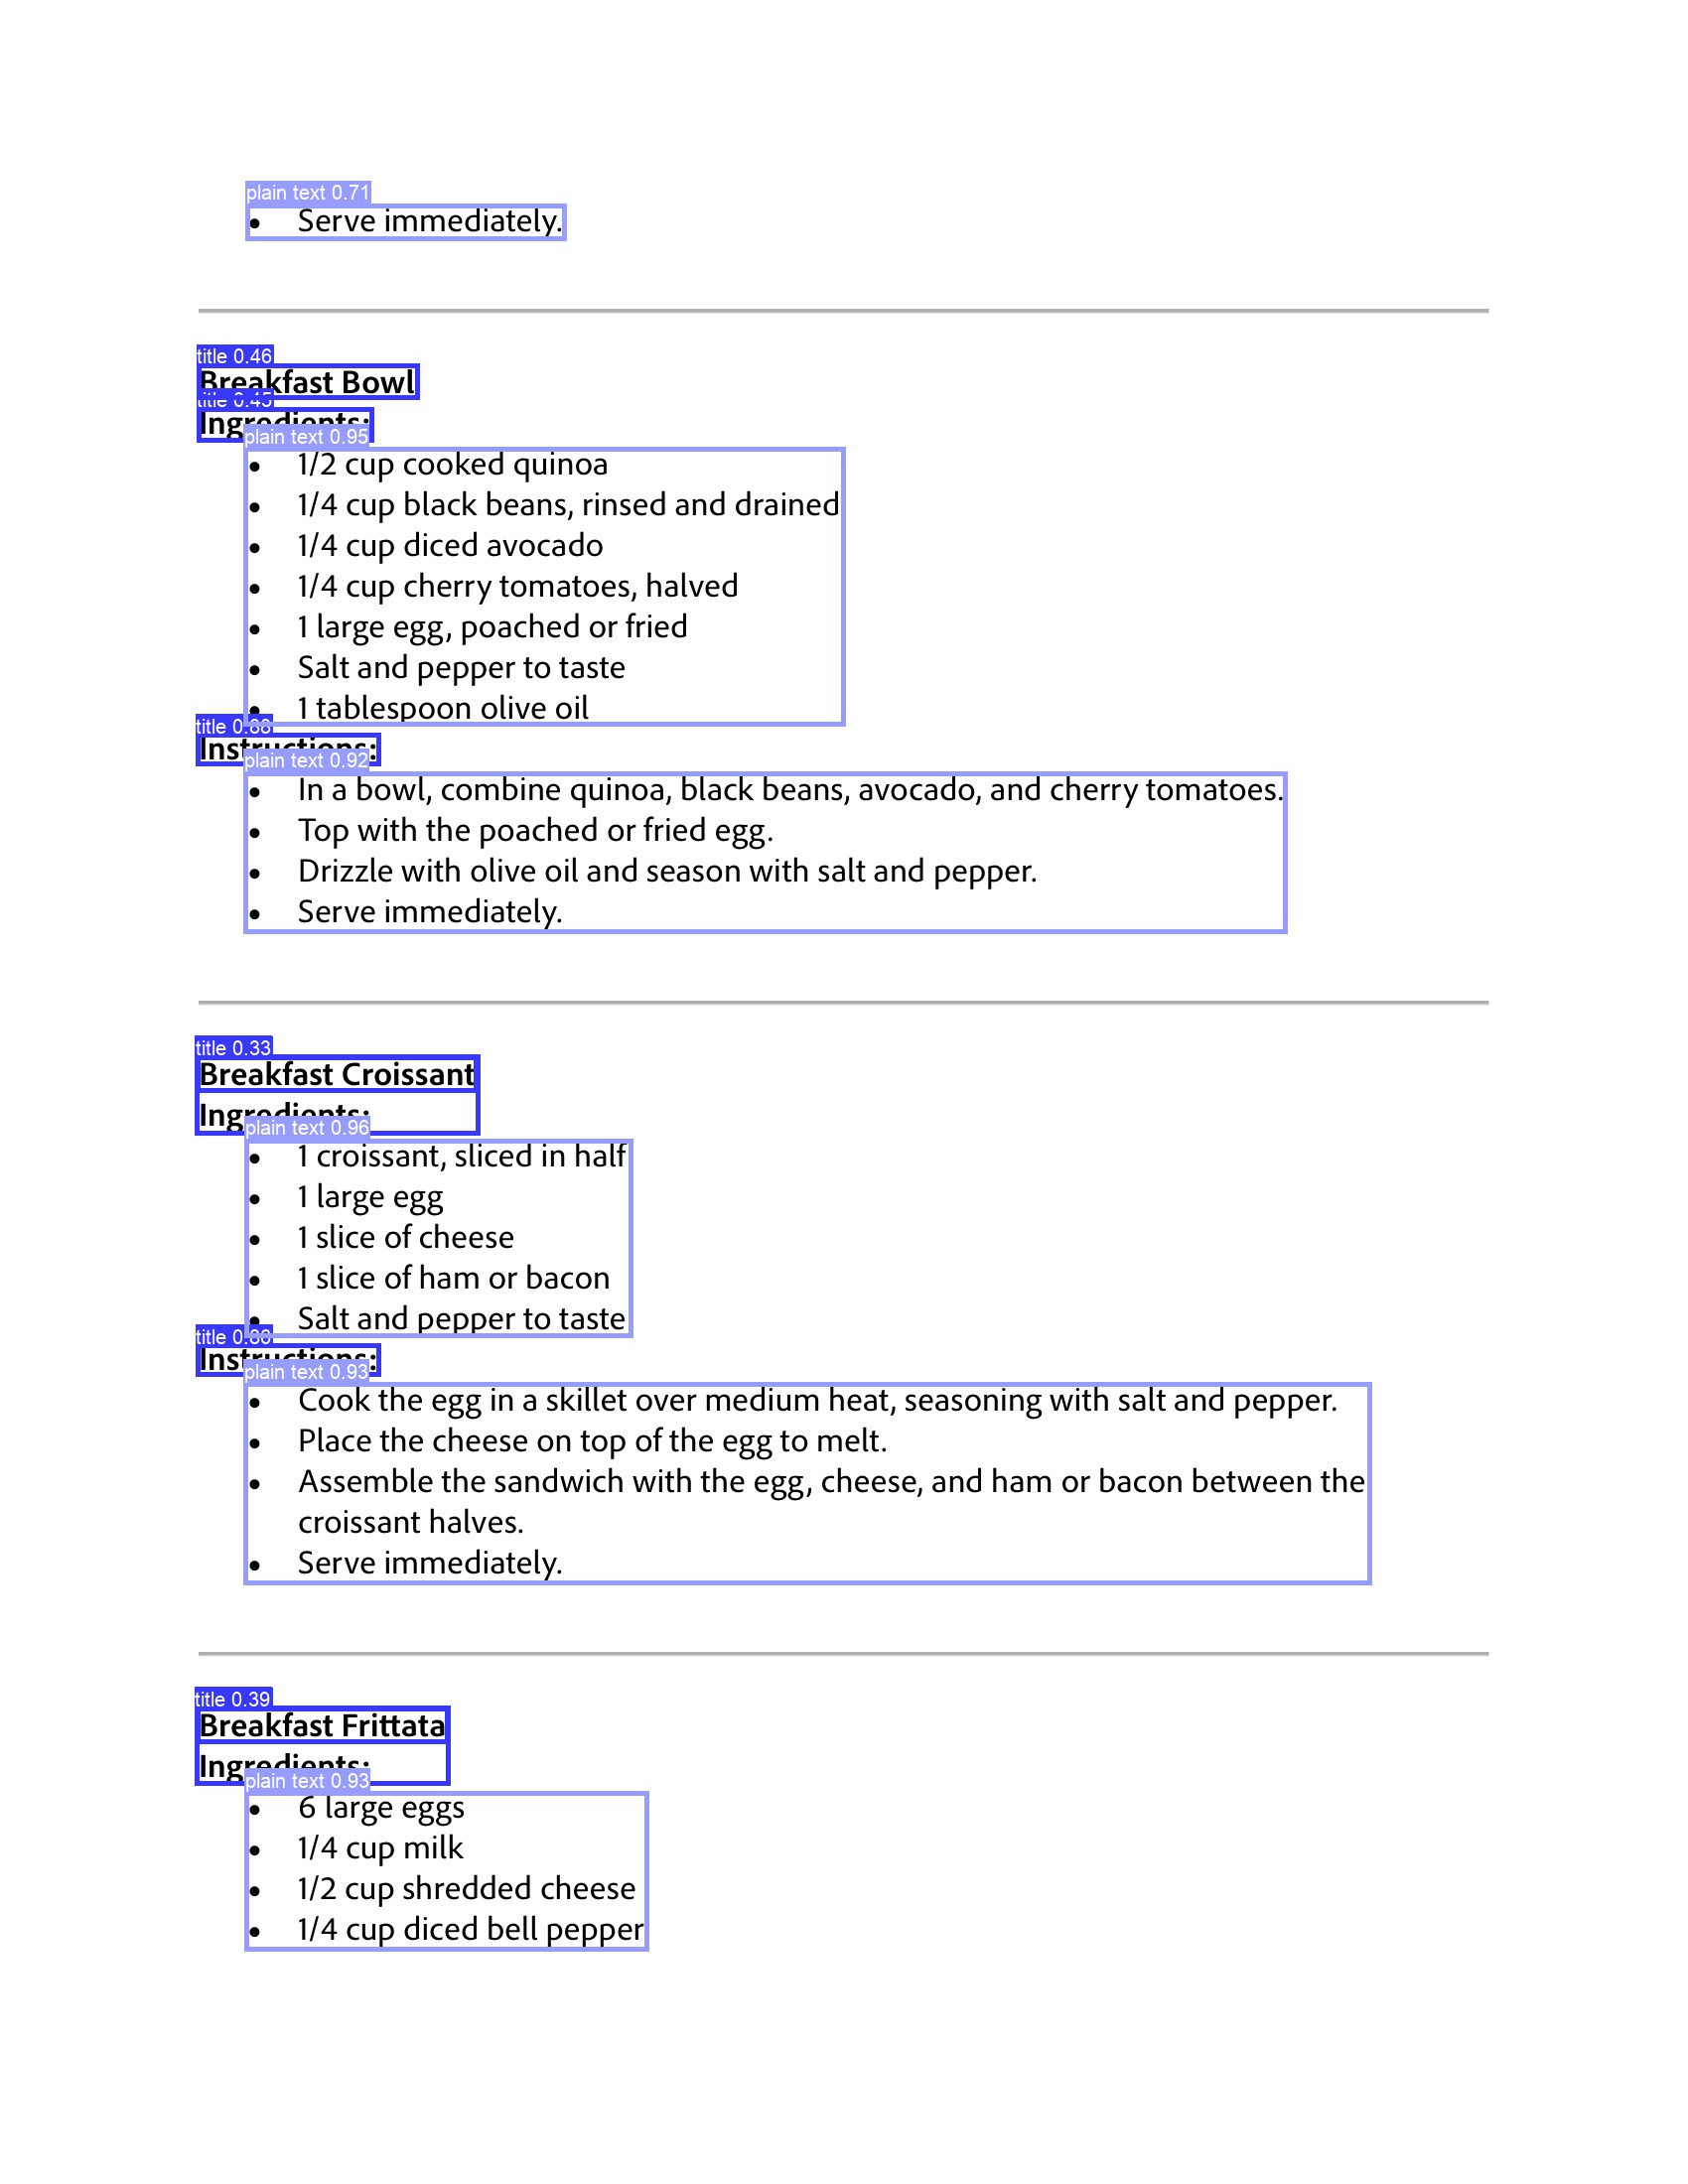 plain text 0.71
• Serve immediately.
title 0.46
Breakfast Bowl
title 0.45
Ingredients:
plain text 0.95
• 1/2 cup cooked quinoa
• 1/4 cup black beans, rinsed and drained
• 1/4 cup diced avocado
• 1/4 cup cherry tomatoes, halved
• 1 large egg, poached or fried
• Salt and pepper to taste
• 1 tablespoon olive oil
title 0.88
Instructions:
plain text 0.92
• In a bowl, combine quinoa, black beans, avocado, and cherry tomatoes.
• Top with the poached or fried egg.
• Drizzle with olive oil and season with salt and pepper.
• Serve immediately.
title 0.33
Breakfast Croissant
Ingredients:
plain text 0.96
• 1 croissant, sliced in half
• 1 large egg
• 1 slice of cheese
• 1 slice of ham or bacon
• Salt and pepper to taste
title
Instructions:
plain text 0.93
• Cook the egg in a skillet over medium heat, seasoning with salt and pepper.
• Place the cheese on top of the egg to melt.
• Assemble the sandwich with the egg, cheese, and ham or bacon between the
croissant halves.
• Serve immediately.
title 0.39
Breakfast Frittata
Ingredients:
plain text 0.93
• 6 large eggs
• 1/4 cup milk
• 1/2 cup shredded cheese
• 1/4 cup diced bell pepper